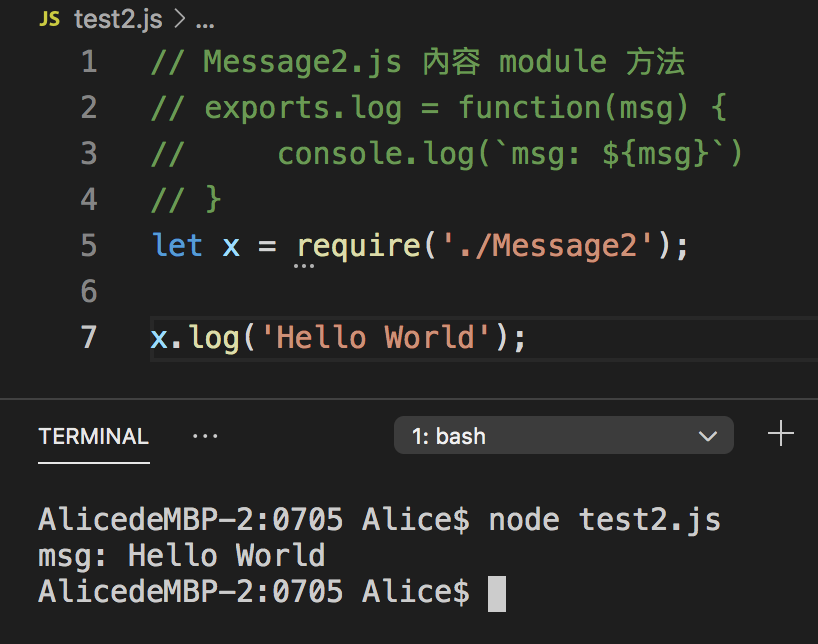 JS test2.js > ...
1 // Message2.js 內容 module 方法
2 // exports.log = function(msg) {
3 //     console.log(`msg: ${msg}`)
4 // }
5 let x = require('./Message2');
6
7 x.log('Hello World');
TERMINAL ... 1: bash
AlicedeMBP-2:0705 Alice$ node test2.js
msg: Hello World
AlicedeMBP-2:0705 Alice$